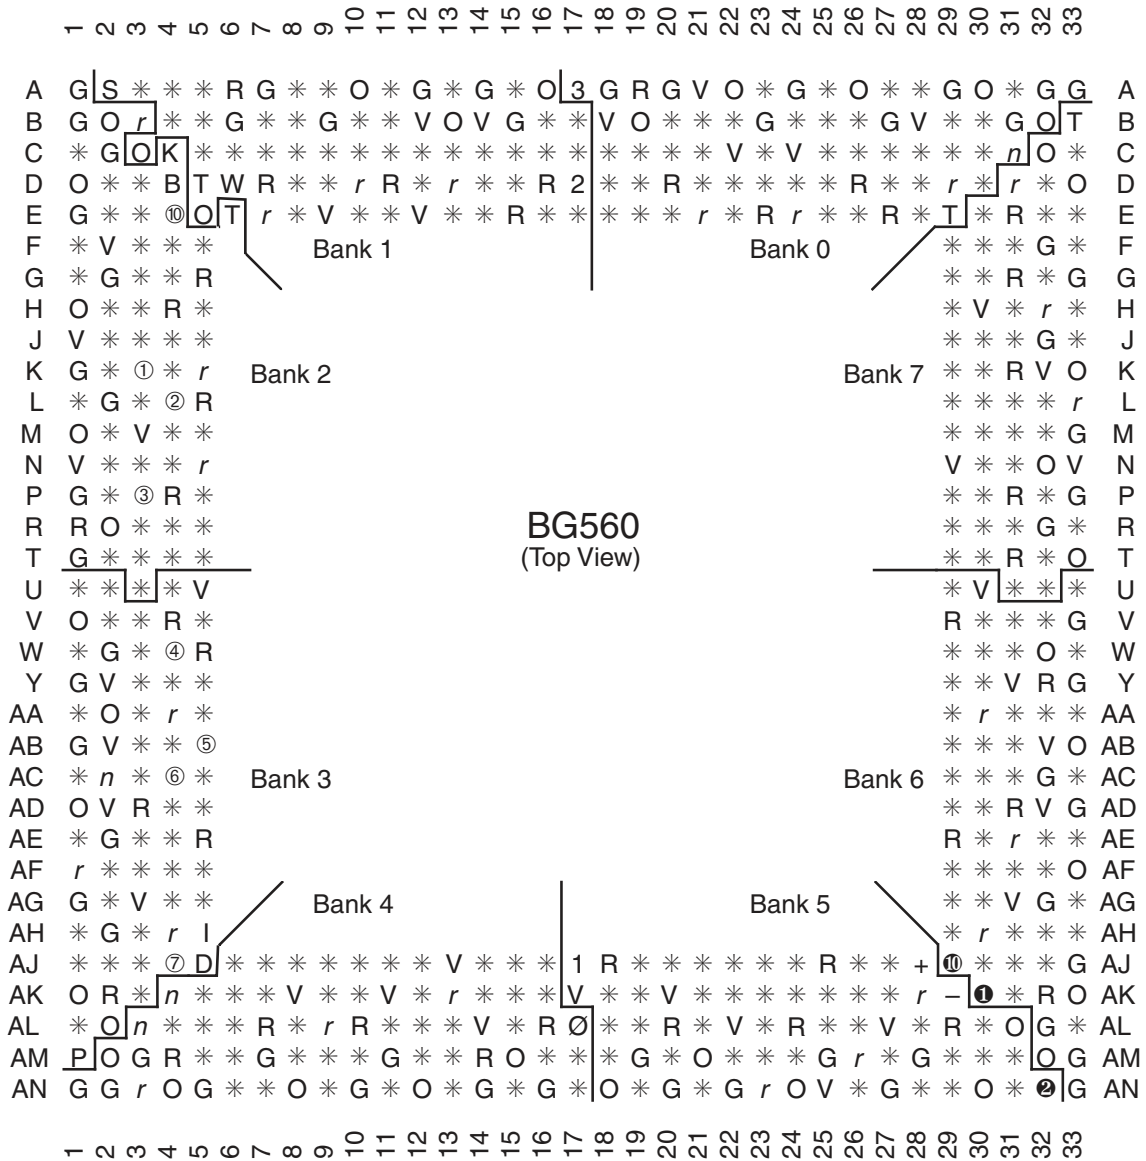 1 2 3 4 5 6 7 8 9 10 11 12 13 14 15 16 17 18 19 20 21 22 23 24 25 26 27 28 29 30 31 32 33
A G S * * * R G * * O * G * G * O 3 G R G V O * G * O * * G O * G G A
B G O r * * G * * G * * V O V G * * V O * * * G * * * G V * * G O T B
C * G O K * * * * * * * * * * * * * * * * * V * V * * * * * * n O * C
D O * * B T W R * * r R * r * * R 2 * * R * * * * * R * * r * r * O D
E G * * ⑩ O T r * V * * V * * R * * * * * r * R r * * R * T * R * * E
F * V * * * Bank 1 Bank 0 * * * G * F
G * G * * R * * R * G G
H O * * R * * V * r * H
J V * * * * * * * G * J
K G * ① * r Bank 2 Bank 7 * * R V O K
L * G * ② R * * * * r L
M O * V * * * * * * G M
N V * * * r V * * O V N
P G * ③ R * BG560 * * R * G P
R R O * * * * * * G * R
T G * * * * (Top View) * * R * O T
U * * * * V * V * * * U
V O * * R * R * * * G V
W * G * ④ R * * * O * W
Y G V * * * * * V R G Y
AA * O * r * * r * * * AA
AB G V * * ⑤ * * * V O AB
AC * n * ⑥ * Bank 3 Bank 6 * * * G * AC
AD O V R * * * * R V G AD
AE * G * * R R * r * * AE
AF r * * * * * * * * O AF
AG G * V * * Bank 4 Bank 5 * * V G * AG
AH * G * r I * r * * * AH
AJ * * * ⑦ D * * * * * * * V * * * 1 R * * * * * * R * * + ❿ * * * G AJ
AK O R * n * * * V * * V * r * * * V * * V * * * * * * * r – ❶ * R O AK
AL * O n * * * R * r R * * * V * R Ø * * R * V * R * * V * R * O G * AL
AM P O G R * * G * * * G * * R O * * * G * O * * * G r * G * * * O G AM
AN G G r O G * * O * G * O * G * G * O * G * G r O V * G * * O * ❷ G AN
1 2 3 4 5 6 7 8 9 10 11 12 13 14 15 16 17 18 19 20 21 22 23 24 25 26 27 28 29 30 31 32 33